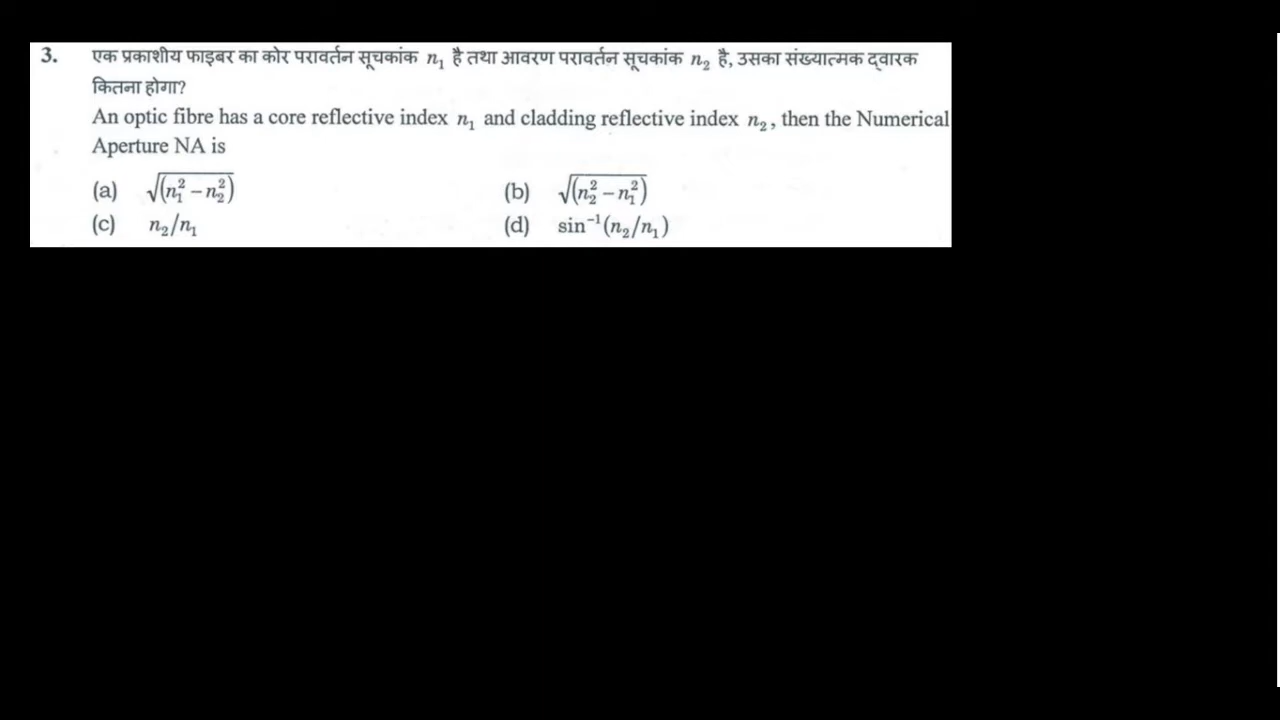 3. एक प्रकाशीय फाइबर का कोर परावर्तन सूचकांक n₁ है तथा आवरण परावर्तन सूचकांक n₂ है, उसका संख्यात्मक द्वारक
कितना होगा?
An optic fibre has a core reflective index n₁ and cladding reflective index n₂, then the Numerical
Aperture NA is
(a) √(n₁² – n₂²) (b) √(n₂² – n₁²)
(c) n₂/n₁ (d) sin⁻¹(n₂/n₁)